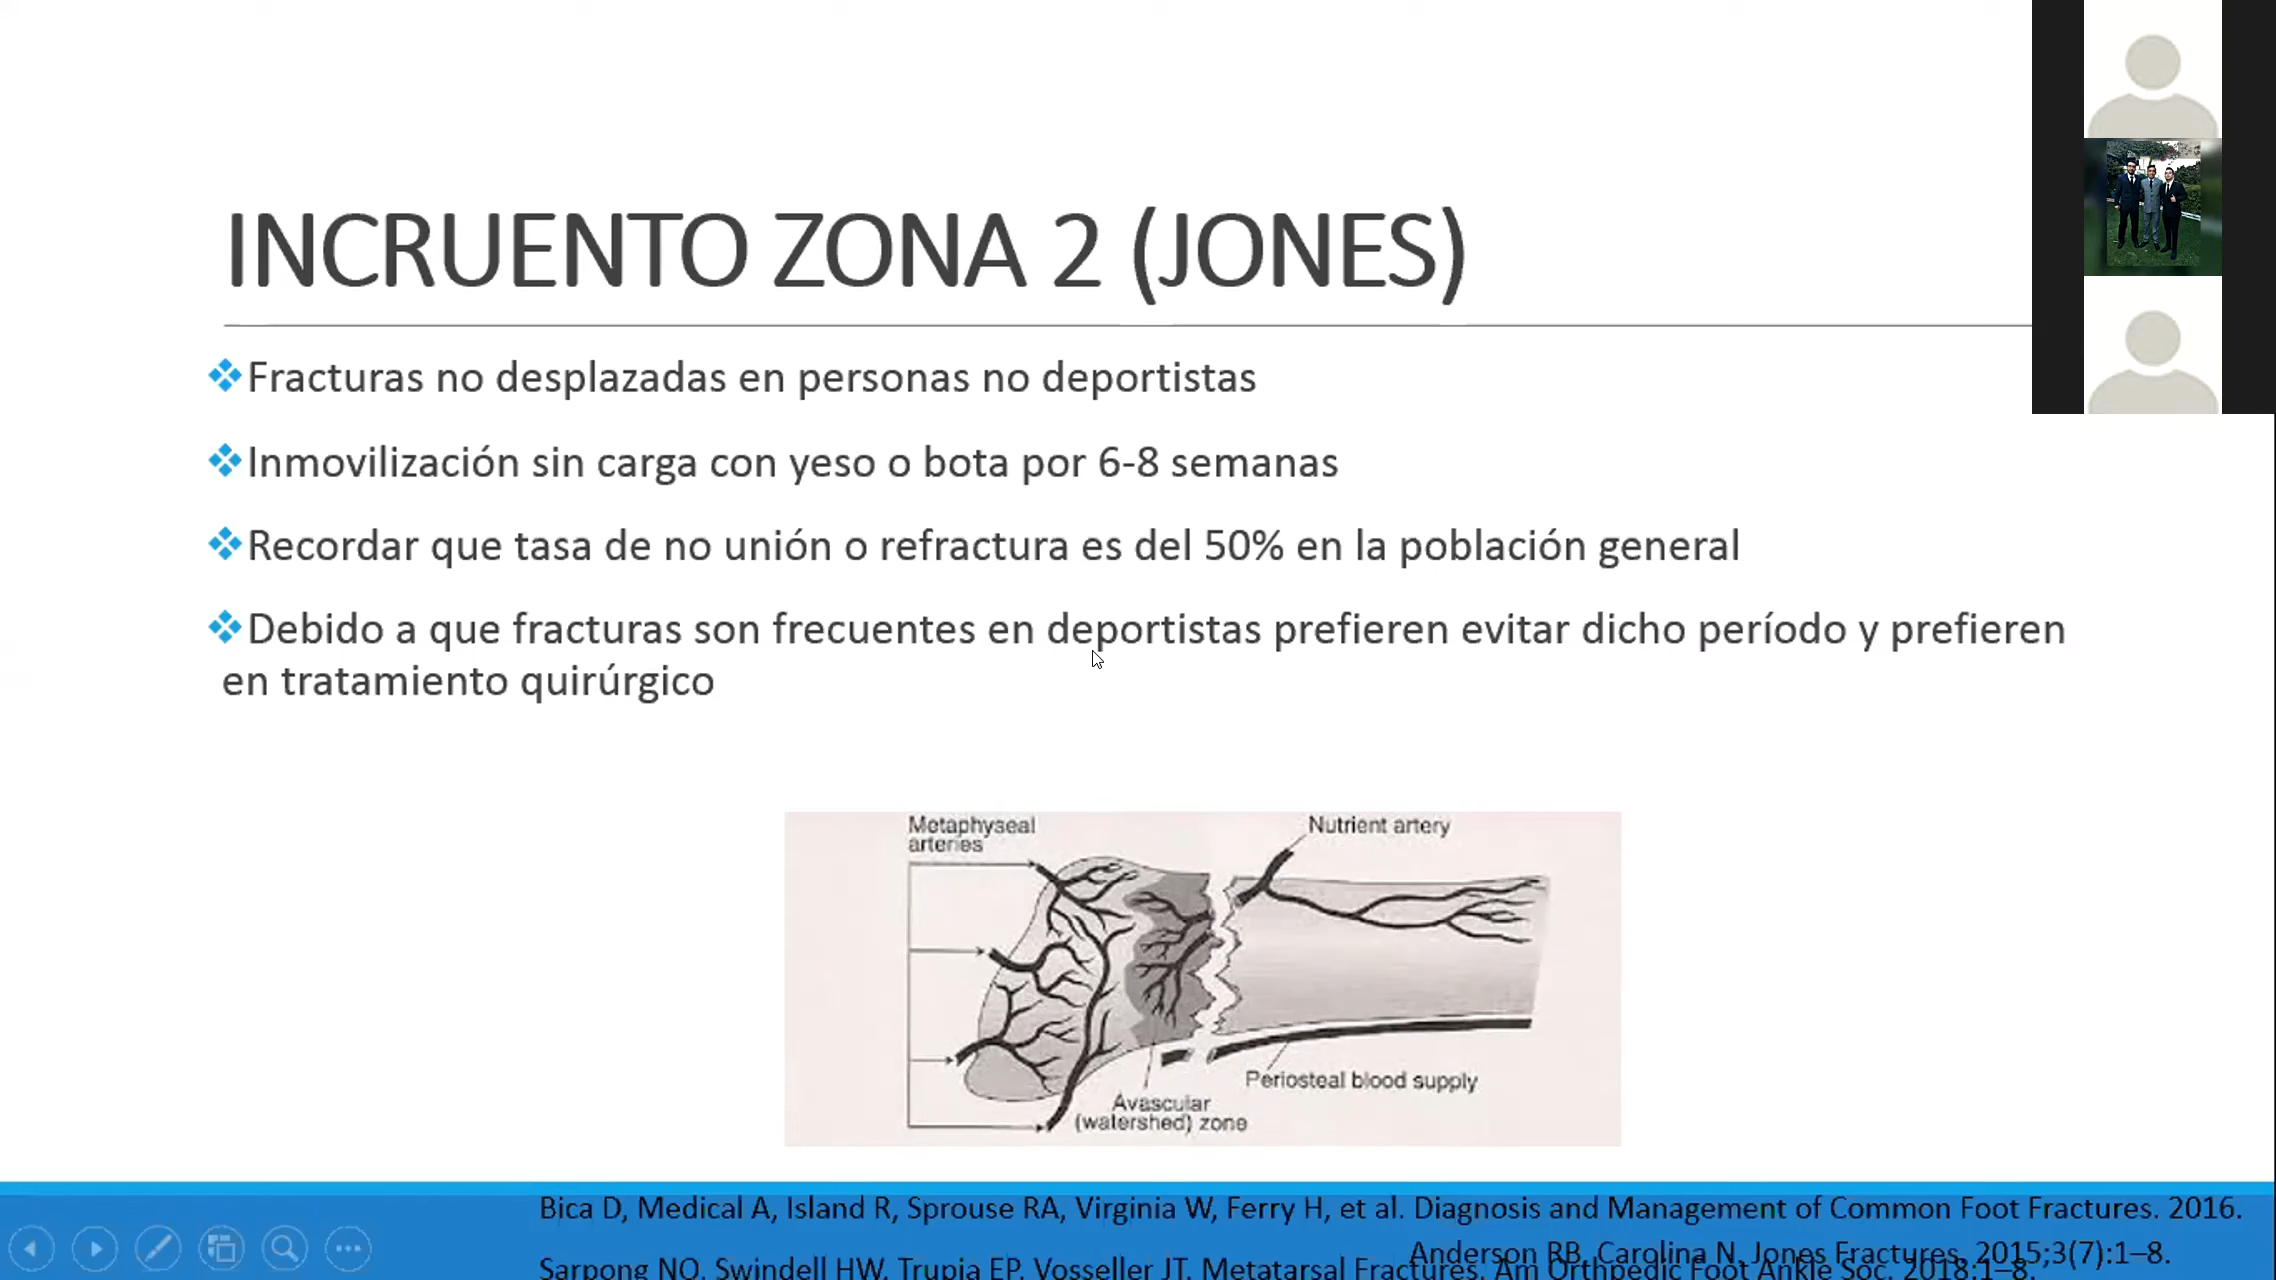 INCRUENTO ZONA 2 (JONES)
Fracturas no desplazadas en personas no deportistas
Inmovilización sin carga con yeso o bota por 6-8 semanas
Recordar que tasa de no unión o refractura es del 50% en la población general
Debido a que fracturas son frecuentes en deportistas prefieren evitar dicho período y prefieren
en tratamiento quirúrgico
Metaphyseal
arteries
Nutrient artery
Periosteal blood supply
Avascular
(watershed) zone
Bica D, Medical A, Island R, Sprouse RA, Virginia W, Ferry H, et al. Diagnosis and Management of Common Foot Fractures. 2016.
Anderson RB, Carolina N. Jones Fractures. 2015;3(7):1–8.
Sarpong NO, Swindell HW, Trupia EP, Vosseller JT. Metatarsal Fractures. Am Orthopedic Foot Ankle Soc. 2018:1–8.